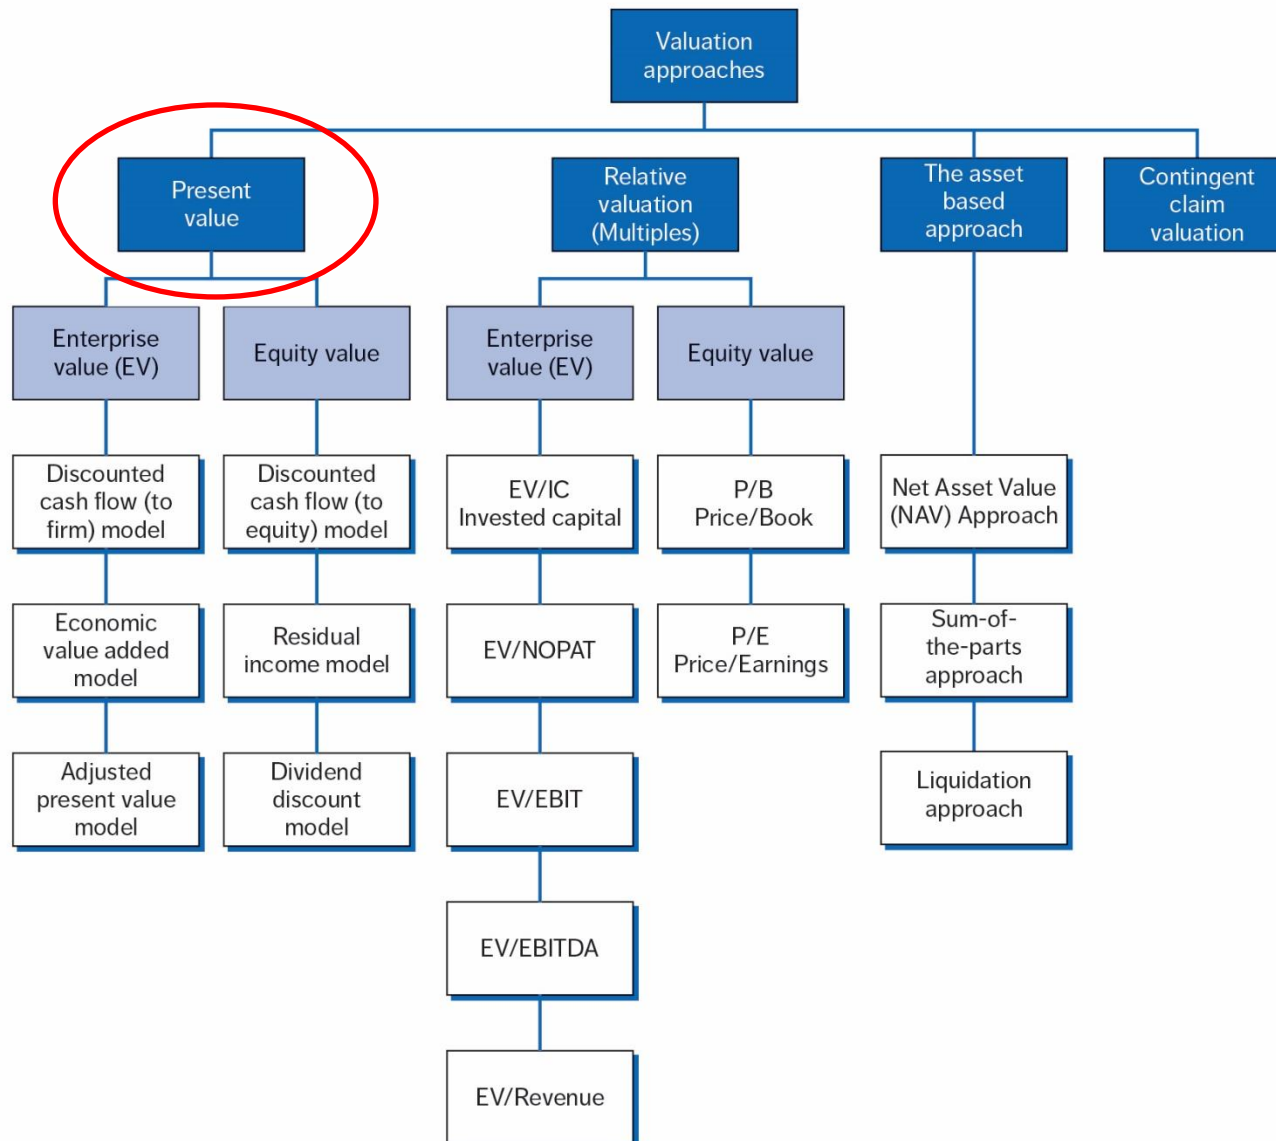 Valuation
approaches
Present
value
Relative
valuation
(Multiples)
The asset
based
approach
Contingent
claim
valuation
Enterprise
value (EV)
Equity value
Enterprise
value (EV)
Equity value
Discounted
cash flow (to
firm) model
Discounted
cash flow (to
equity) model
EV/IC
Invested capital
P/B
Price/Book
Net Asset Value
(NAV) Approach
Economic
value added
model
Residual
income model
EV/NOPAT
P/E
Price/Earnings
Sum-of-
the-parts
approach
Adjusted
present value
model
Dividend
discount
model
EV/EBIT
Liquidation
approach
EV/EBITDA
EV/Revenue